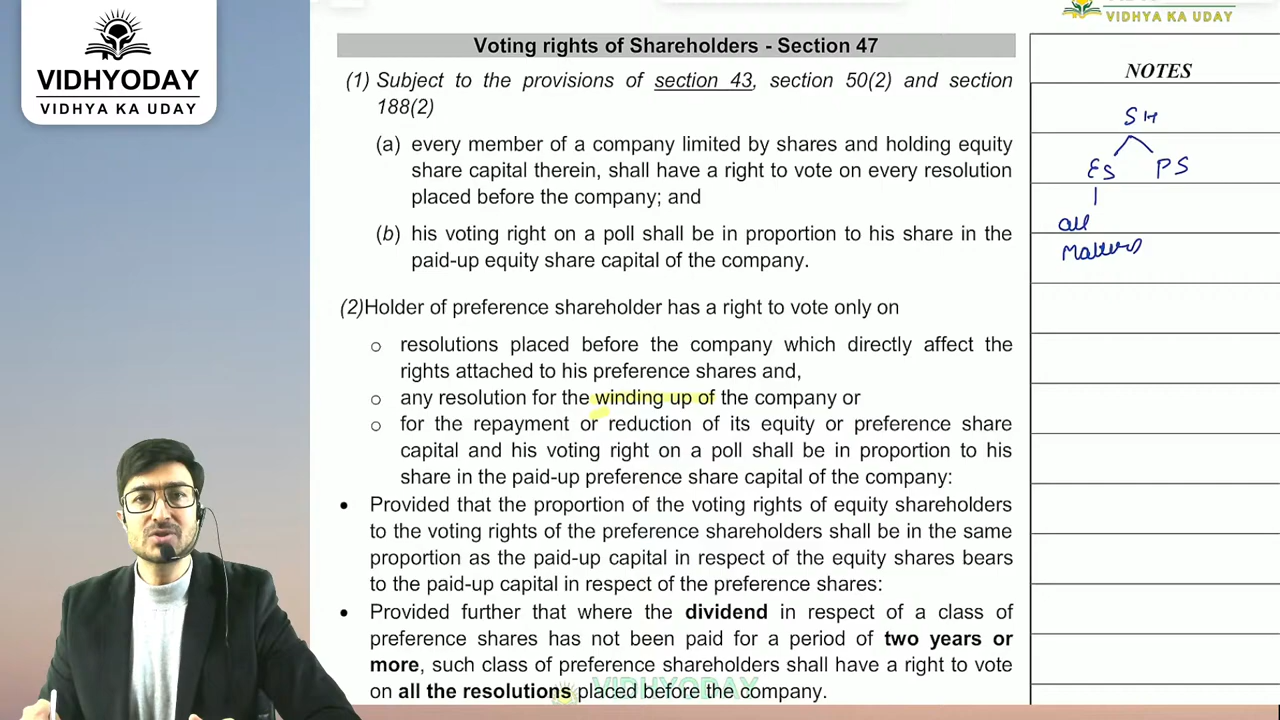 VIDHYODAY
VIDHYA KA UDAY
VIDHYA KA UDAY
Voting rights of Shareholders - Section 47
(1) Subject to the provisions of section 43, section 50(2) and section
188(2)
(a) every member of a company limited by shares and holding equity
share capital therein, shall have a right to vote on every resolution
placed before the company; and
(b) his voting right on a poll shall be in proportion to his share in the
paid-up equity share capital of the company.
(2)Holder of preference shareholder has a right to vote only on
o resolutions placed before the company which directly affect the
rights attached to his preference shares and,
o any resolution for the winding up of the company or
o for the repayment or reduction of its equity or preference share
capital and his voting right on a poll shall be in proportion to his
share in the paid-up preference share capital of the company:
• Provided that the proportion of the voting rights of equity shareholders
to the voting rights of the preference shareholders shall be in the same
proportion as the paid-up capital in respect of the equity shares bears
to the paid-up capital in respect of the preference shares:
• Provided further that where the dividend in respect of a class of
preference shares has not been paid for a period of two years or
more, such class of preference shareholders shall have a right to vote
on all the resolutions placed before the company.
VIDHYODAY
NOTES
SH
ES PS
all
Matters